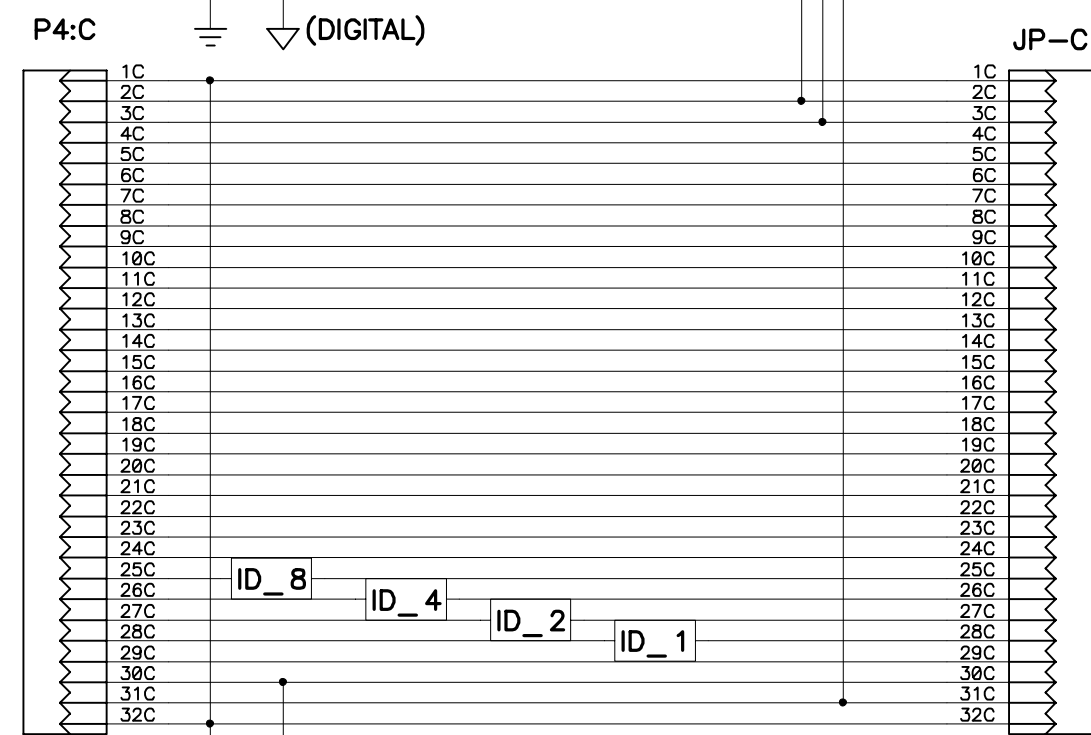 P4:C (DIGITAL) JP-C
1C 1C
2C 2C
3C 3C
4C 4C
5C 5C
6C 6C
7C 7C
8C 8C
9C 9C
10C 10C
11C 11C
12C 12C
13C 13C
14C 14C
15C 15C
16C 16C
17C 17C
18C 18C
19C 19C
20C 20C
21C 21C
22C 22C
23C 23C
24C 24C
25C ID_8 25C
26C ID_4 26C
27C ID_2 27C
28C ID_1 28C
29C 29C
30C 30C
31C 31C
32C 32C